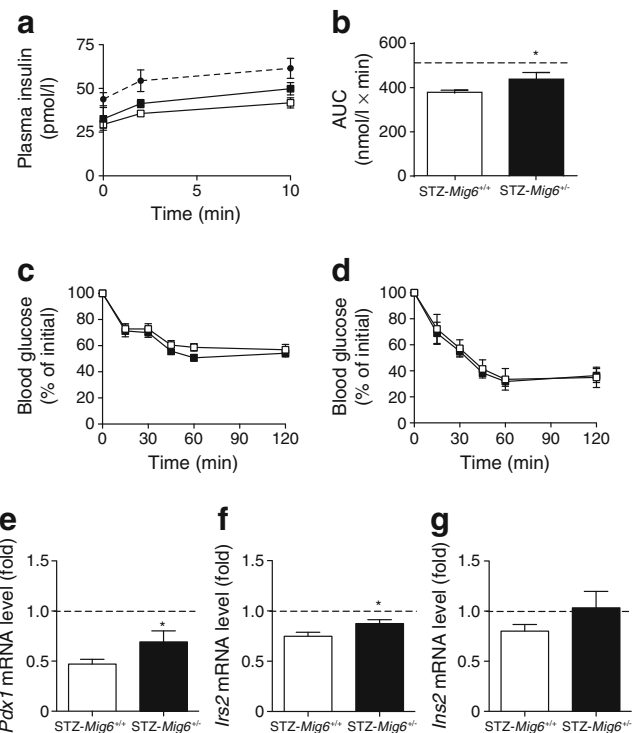 a
Plasma insulin
(pmol/l)
75
50
25
0
0
5
10
Time (min)
b
AUC
(nmol/l × min)
600
400
200
0
*
STZ-Mig6+/+
STZ-Mig6+/-
c
Blood glucose
(% of initial)
100
80
60
40
20
0
0
30
60
90
120
Time (min)
d
Blood glucose
(% of initial)
100
80
60
40
20
0
0
30
60
90
120
Time (min)
e
Pdx1 mRNA level (fold)
1.5
1.0
0.5
0
*
STZ-Mig6+/+
STZ-Mig6+/-
f
Irs2 mRNA level (fold)
1.5
1.0
0.5
0
*
STZ-Mig6+/+
STZ-Mig6+/-
g
Ins2 mRNA level (fold)
1.5
1.0
0.5
0
STZ-Mig6+/+
STZ-Mig6+/-